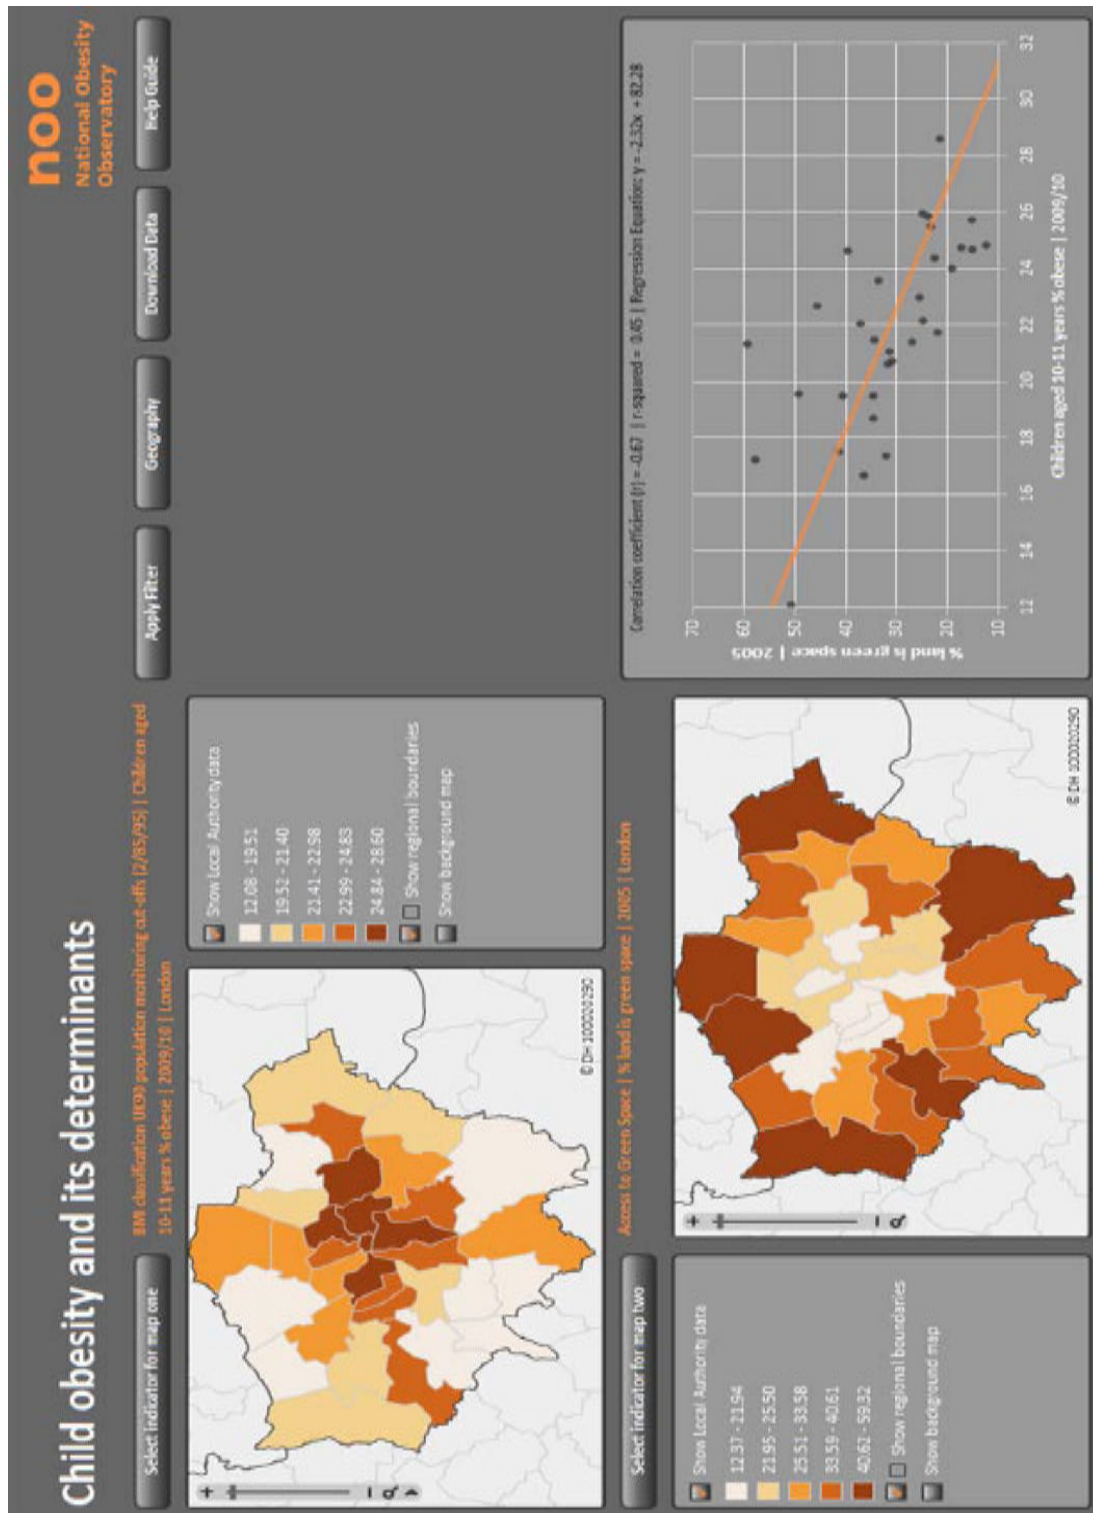 Child obesity and its determinants
noo
National Obesity
Observatory
Select indicator for map one
BMI classification UK90 population monitoring cut-offs (2/85/95) | Children aged
10-11 years % obese | 2009/10 | London
Apply Filter
Geography
Download Data
Help Guide
© DH 100020290
Show Local Authority data
12.08 - 19.51
19.52 - 21.40
21.41 - 22.98
22.99 - 24.83
24.84 - 28.60
Show regional boundaries
Show background map
Select indicator for map two
Access to Green Space | % land is green space | 2005 | London
Show Local Authority data
12.37 - 21.94
21.95 - 25.50
25.51 - 33.58
33.59 - 40.61
40.62 - 59.32
Show regional boundaries
Show background map
© DH 100020290
Correlation coefficient (r) = -0.67 | r-squared = 0.45 | Regression Equation: y = -2.32x + 82.28
% land is green space | 2005
70
60
50
40
30
20
10
12 14 16 18 20 22 24 26 28 30 32
Children aged 10-11 years % obese | 2009/10